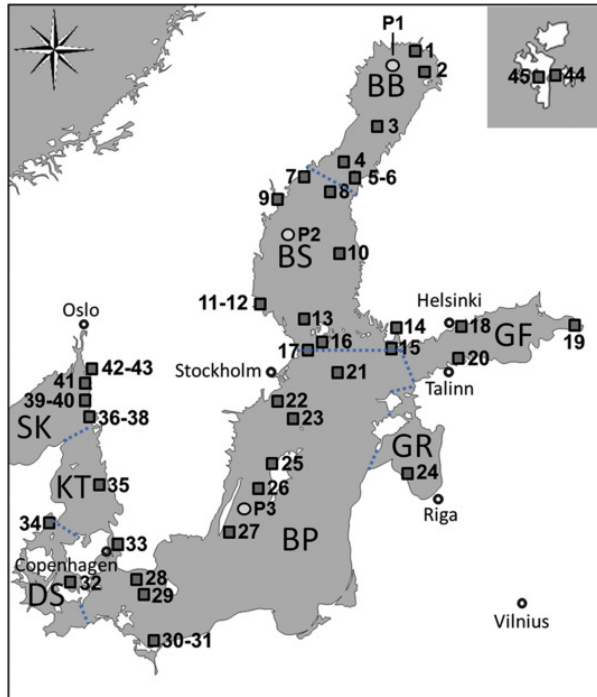 P1
1
2
BB
45
44
3
4
7
5-6
8
9
P2
BS
10
11-12
13
Oslo
Helsinki
14
18
GF
19
16
17
15
20
Stockholm
21
Talinn
42-43
41
39-40
22
36-38
23
SK
GR
25
24
KT
35
26
P3
Riga
34
27
BP
33
Copenhagen
28
32
DS
29
Vilnius
30-31